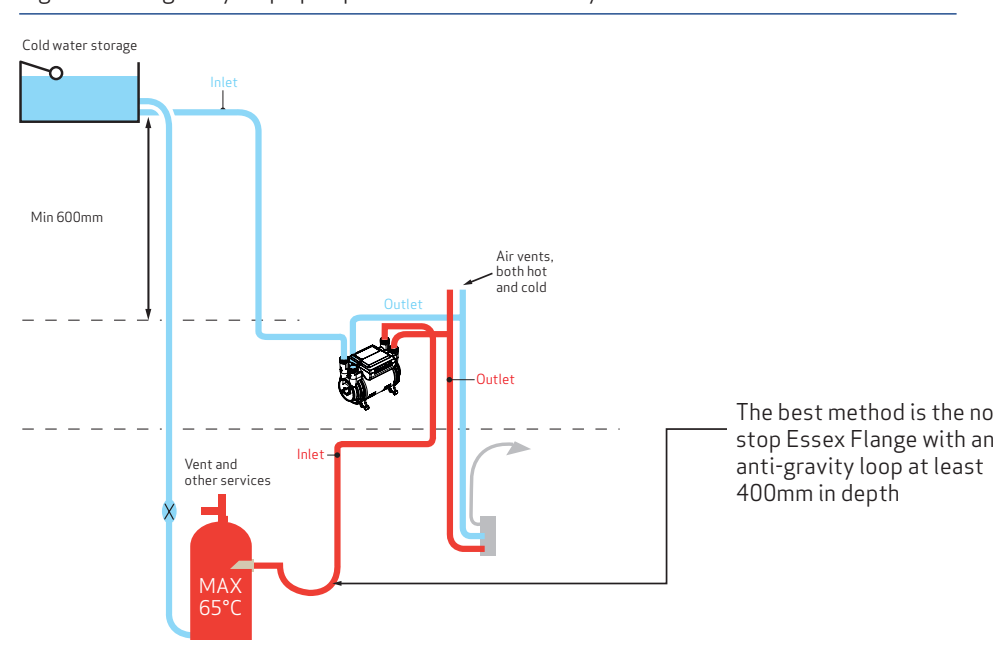 Cold water storage
Inlet
Min 600mm
Air vents,
both hot
and cold
Outlet
Outlet
Inlet
Vent and
other services
MAX
65°C
The best method is the no
stop Essex Flange with an
anti-gravity loop at least
400mm in depth